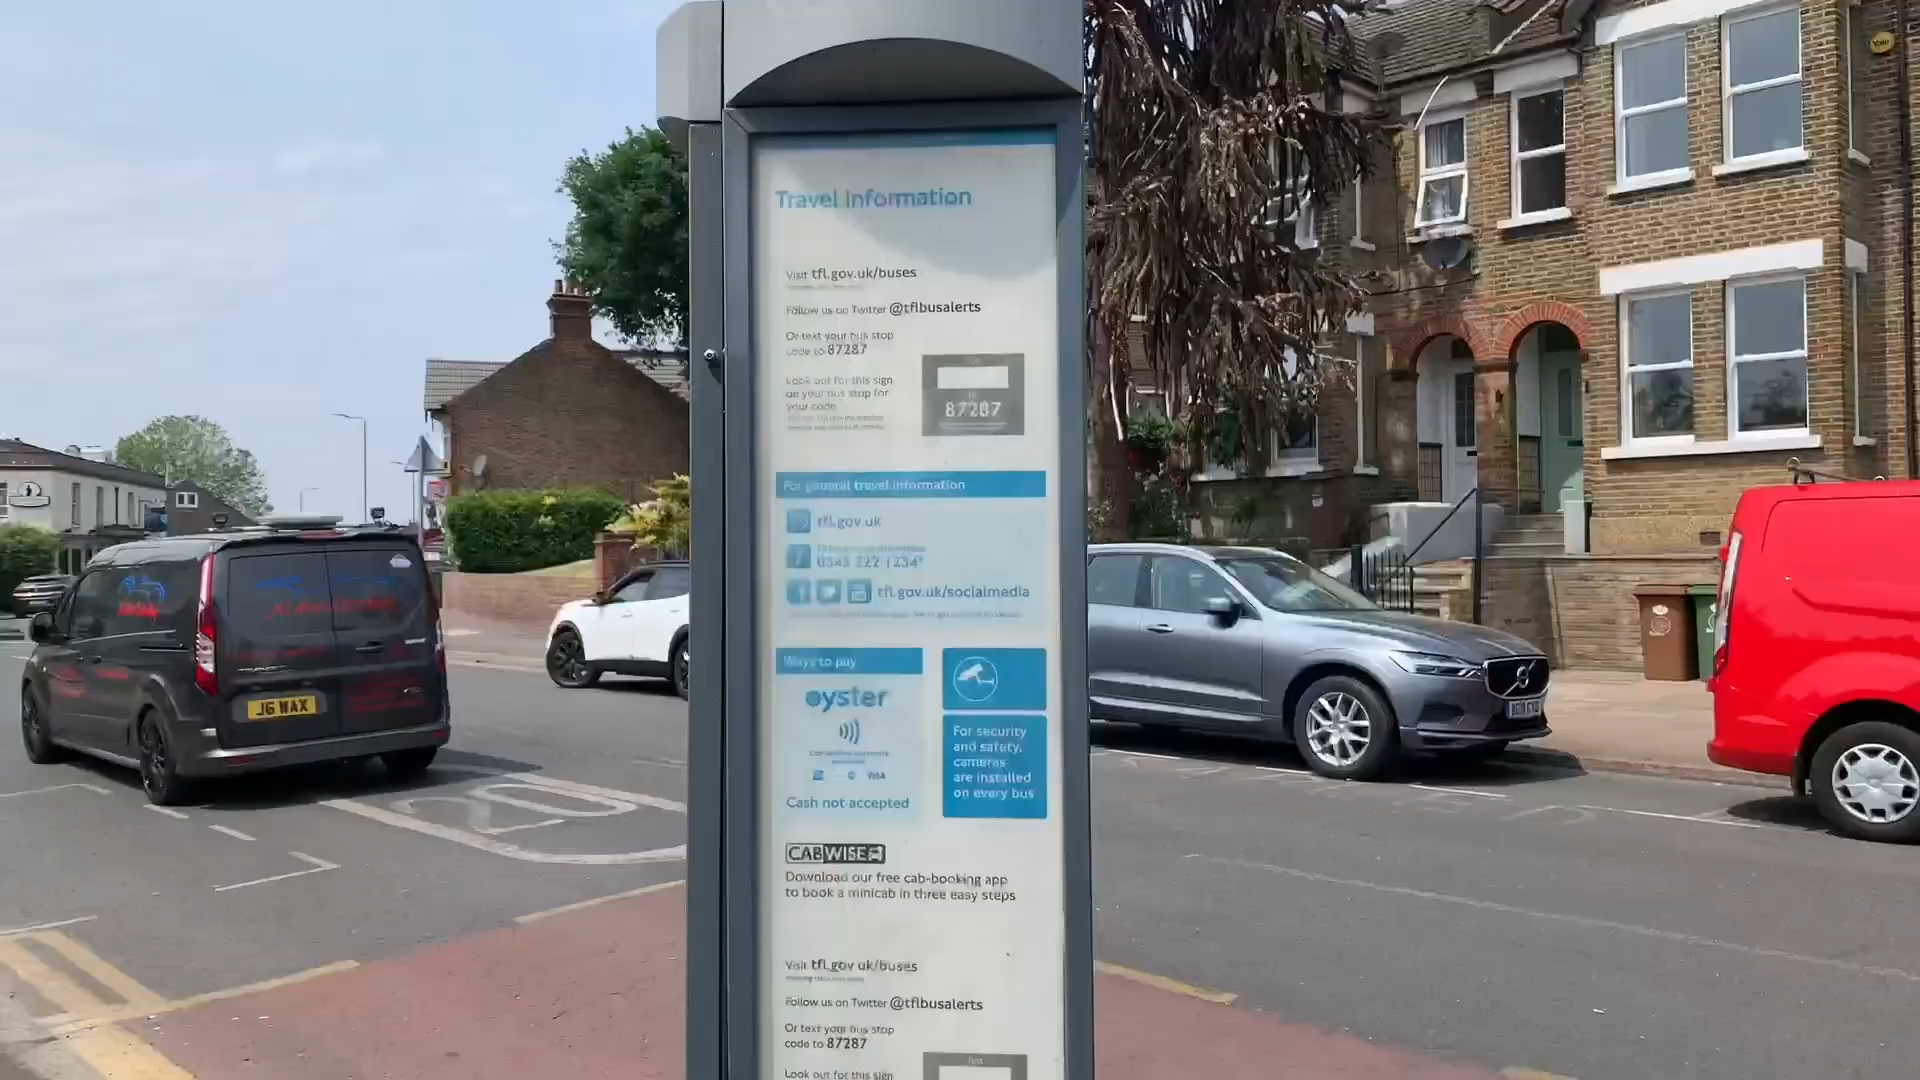 Travel information
Visit tfl.gov.uk/buses
Follow us on Twitter @tflbusalerts
Or text your bus stop
code to 87287
Look out for this sign
on your bus stop for
your code
87287
For general travel information
tfl.gov.uk
0343 222 1234*
tfl.gov.uk/socialmedia
Ways to pay
oyster
VISA
Cash not accepted
For security
and safety,
cameras
are installed
on every bus
CABWISE
Download our free cab-booking app
to book a minicab in three easy steps
Visit tfl.gov.uk/buses
Follow us on Twitter @tflbusalerts
Or text your bus stop
code to 87287
Look out for this sign
J6 WAX
20
Yale